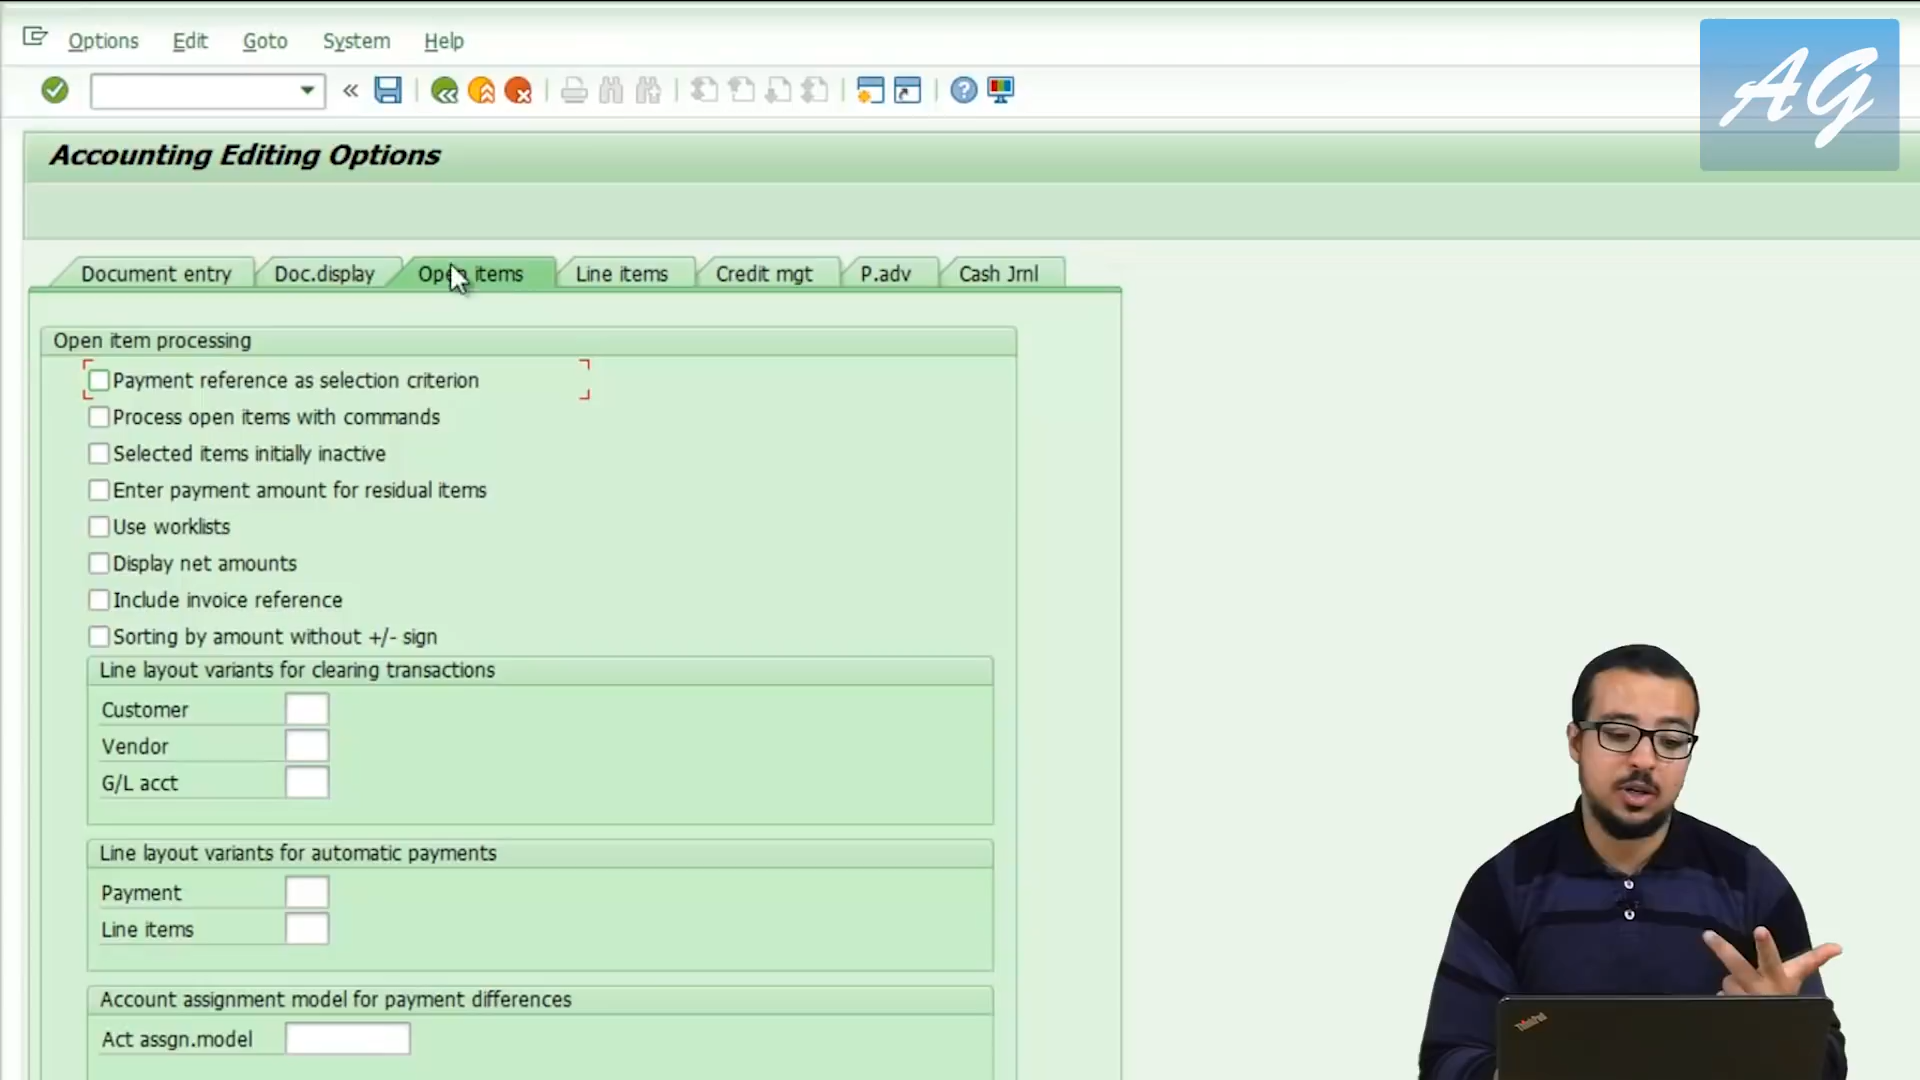 Options Edit Goto System Help
AG
Accounting Editing Options
Document entry Doc.display Open items Line items Credit mgt P.adv Cash Jrnl
Open item processing
Payment reference as selection criterion
Process open items with commands
Selected items initially inactive
Enter payment amount for residual items
Use worklists
Display net amounts
Include invoice reference
Sorting by amount without +/- sign
Line layout variants for clearing transactions
Customer
Vendor
G/L acct
Line layout variants for automatic payments
Payment
Line items
Account assignment model for payment differences
Act assgn.model
ThinkPad